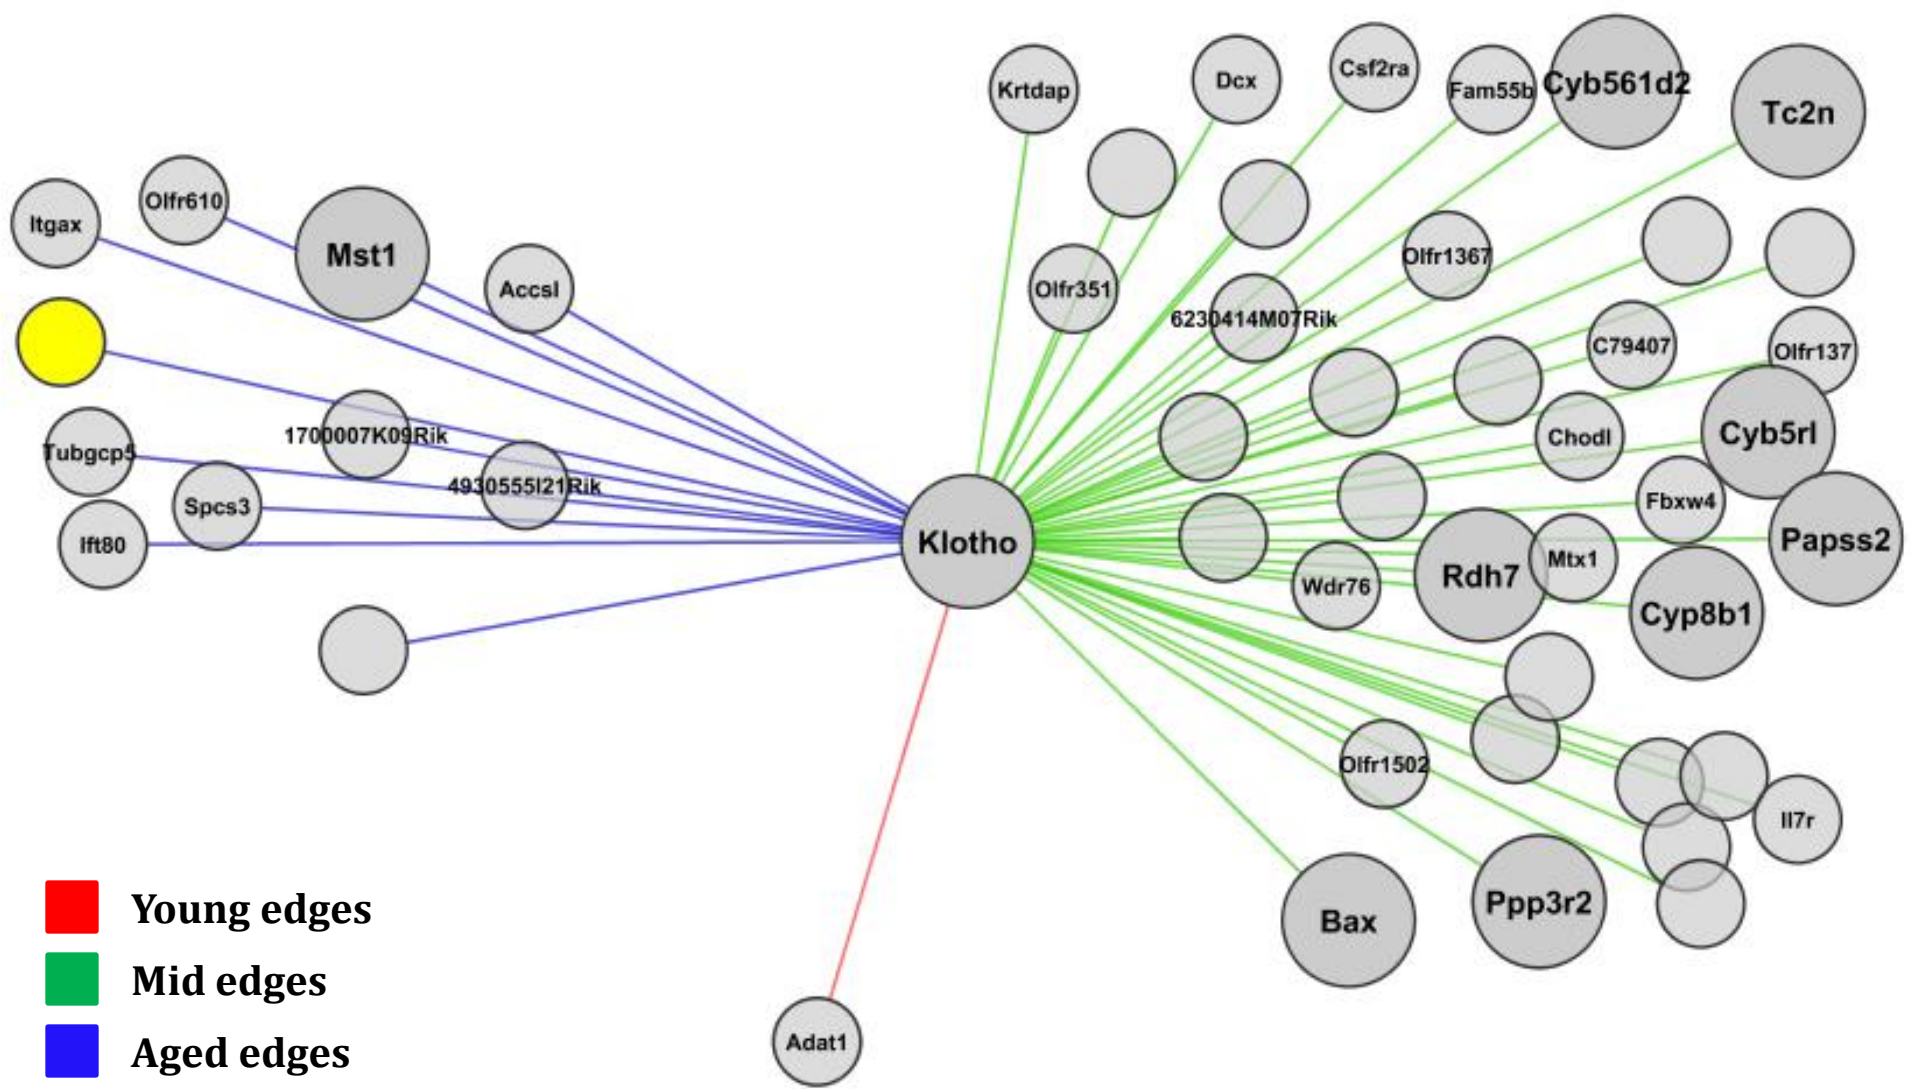 Krtdap
Dcx
Csf2ra
Fam55b
Cyb561d2
Tc2n
Itgax
Olfr610
Mst1
Accsl
Olfr351
6230414M07Rik
Olfr1367
C79407
Olfr137
Tubgcp5
1700007K09Rik
4930555I21Rik
Spcs3
Ift80
Klotho
Chodl
Cyb5rl
Fbxw4
Papss2
Wdr76
Rdh7
Mtx1
Cyp8b1
Olfr1502
Il7r
Bax
Ppp3r2
Adat1
Young edges
Mid edges
Aged edges